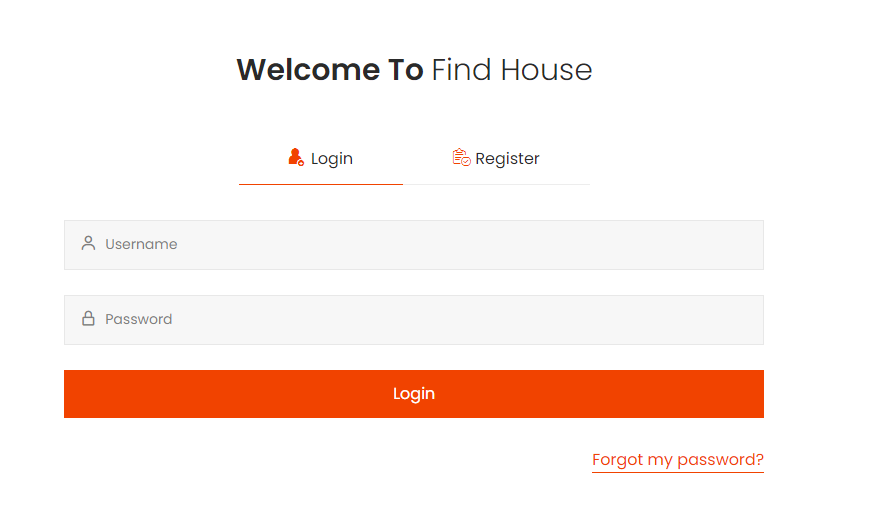 Welcome To Find House
Login Register
Username
Password
Login
Forgot my password?